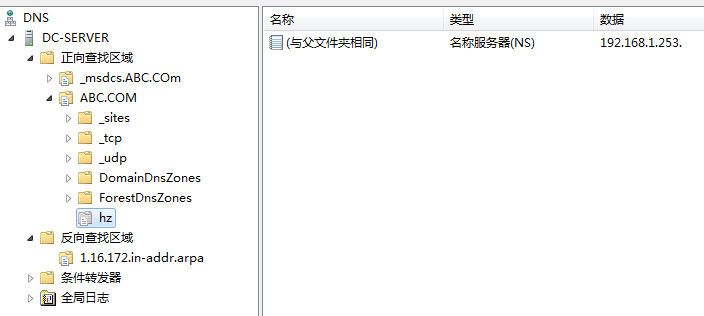 DNS
DC-SERVER
正向查找区域
_msdcs.ABC.COm
ABC.COM
_sites
_tcp
_udp
DomainDnsZones
ForestDnsZones
hz
反向查找区域
1.16.172.in-addr.arpa
条件转发器
全局日志
名称 类型 数据
(与父文件夹相同) 名称服务器(NS) 192.168.1.253.